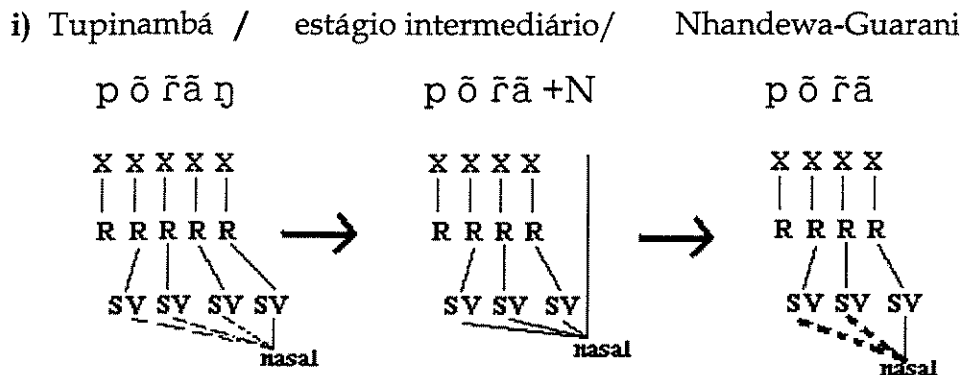 i) Tupinambá / estágio intermediário/ Nhandewa-Guarani
p õ r̃ã ŋ p õ r̃ã +N p õ r̃ã
X X X X X X X X X X X X X
R R R R R R R R R R R R R
SV SV SV SV SV SV SV SV SV SV
nasal nasal nasal